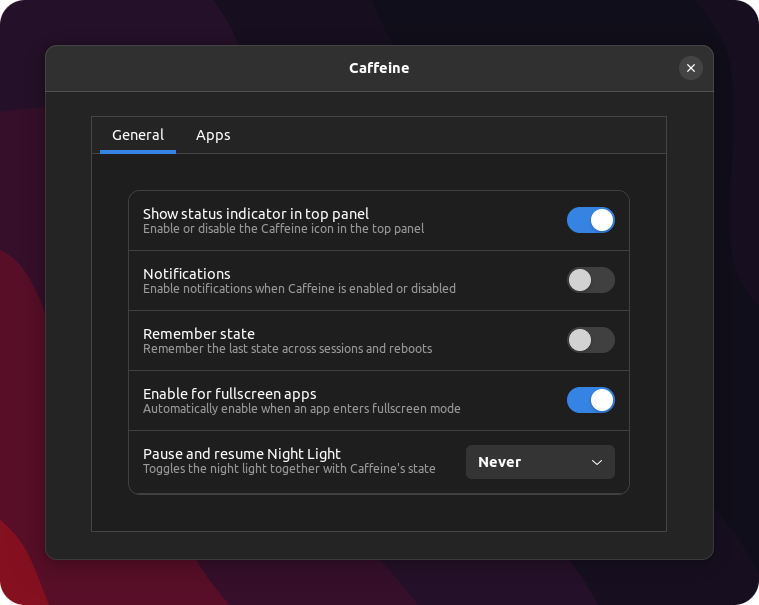 Caffeine
General Apps
Show status indicator in top panel
Enable or disable the Caffeine icon in the top panel
Notifications
Enable notifications when Caffeine is enabled or disabled
Remember state
Remember the last state across sessions and reboots
Enable for fullscreen apps
Automatically enable when an app enters fullscreen mode
Pause and resume Night Light
Toggles the night light together with Caffeine's state
Never